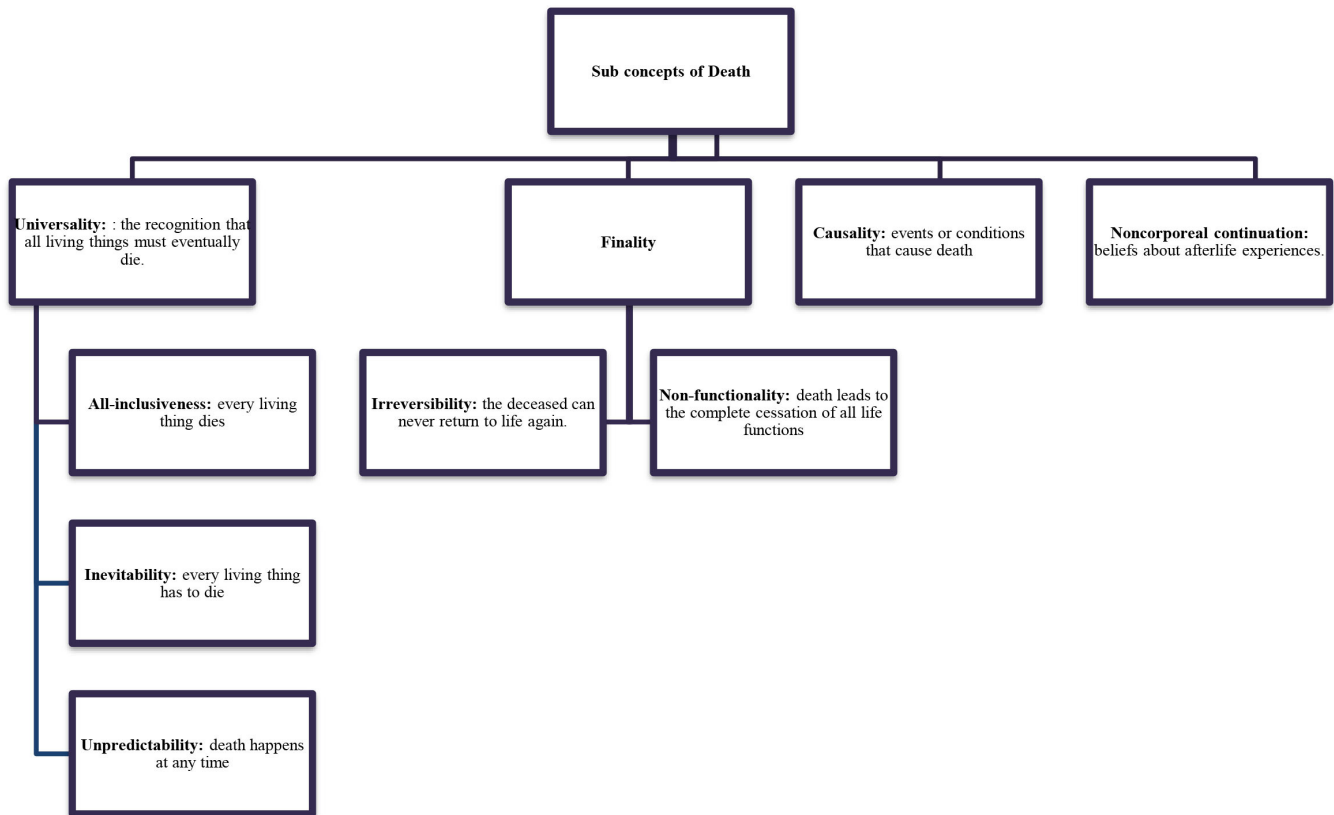 Sub concepts of Death
Universality: : the recognition that
all living things must eventually
die.
Finality
Causality: events or conditions
that cause death
Noncorporeal continuation:
beliefs about afterlife experiences.
All-inclusiveness: every living
thing dies
Irreversibility: the deceased can
never return to life again.
Non-functionality: death leads to
the complete cessation of all life
functions
Inevitability: every living thing
has to die
Unpredictability: death happens
at any time